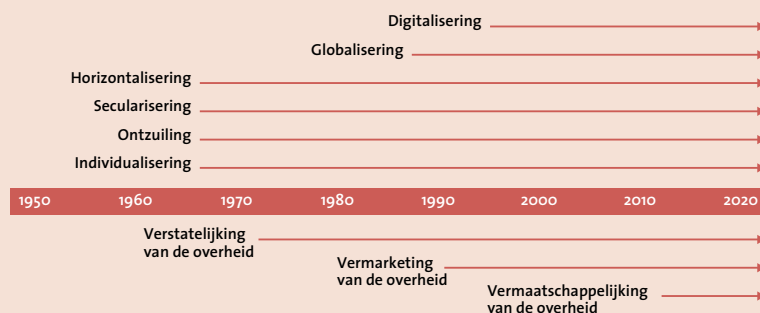 Digitalisering
Globalisering
Horizontalisering
Secularisering
Ontzuiling
Individualisering
1950 1960 1970 1980 1990 2000 2010 2020
Verstatelijking
van de overheid
Vermarketing
van de overheid
Vermaatschappelijking
van de overheid